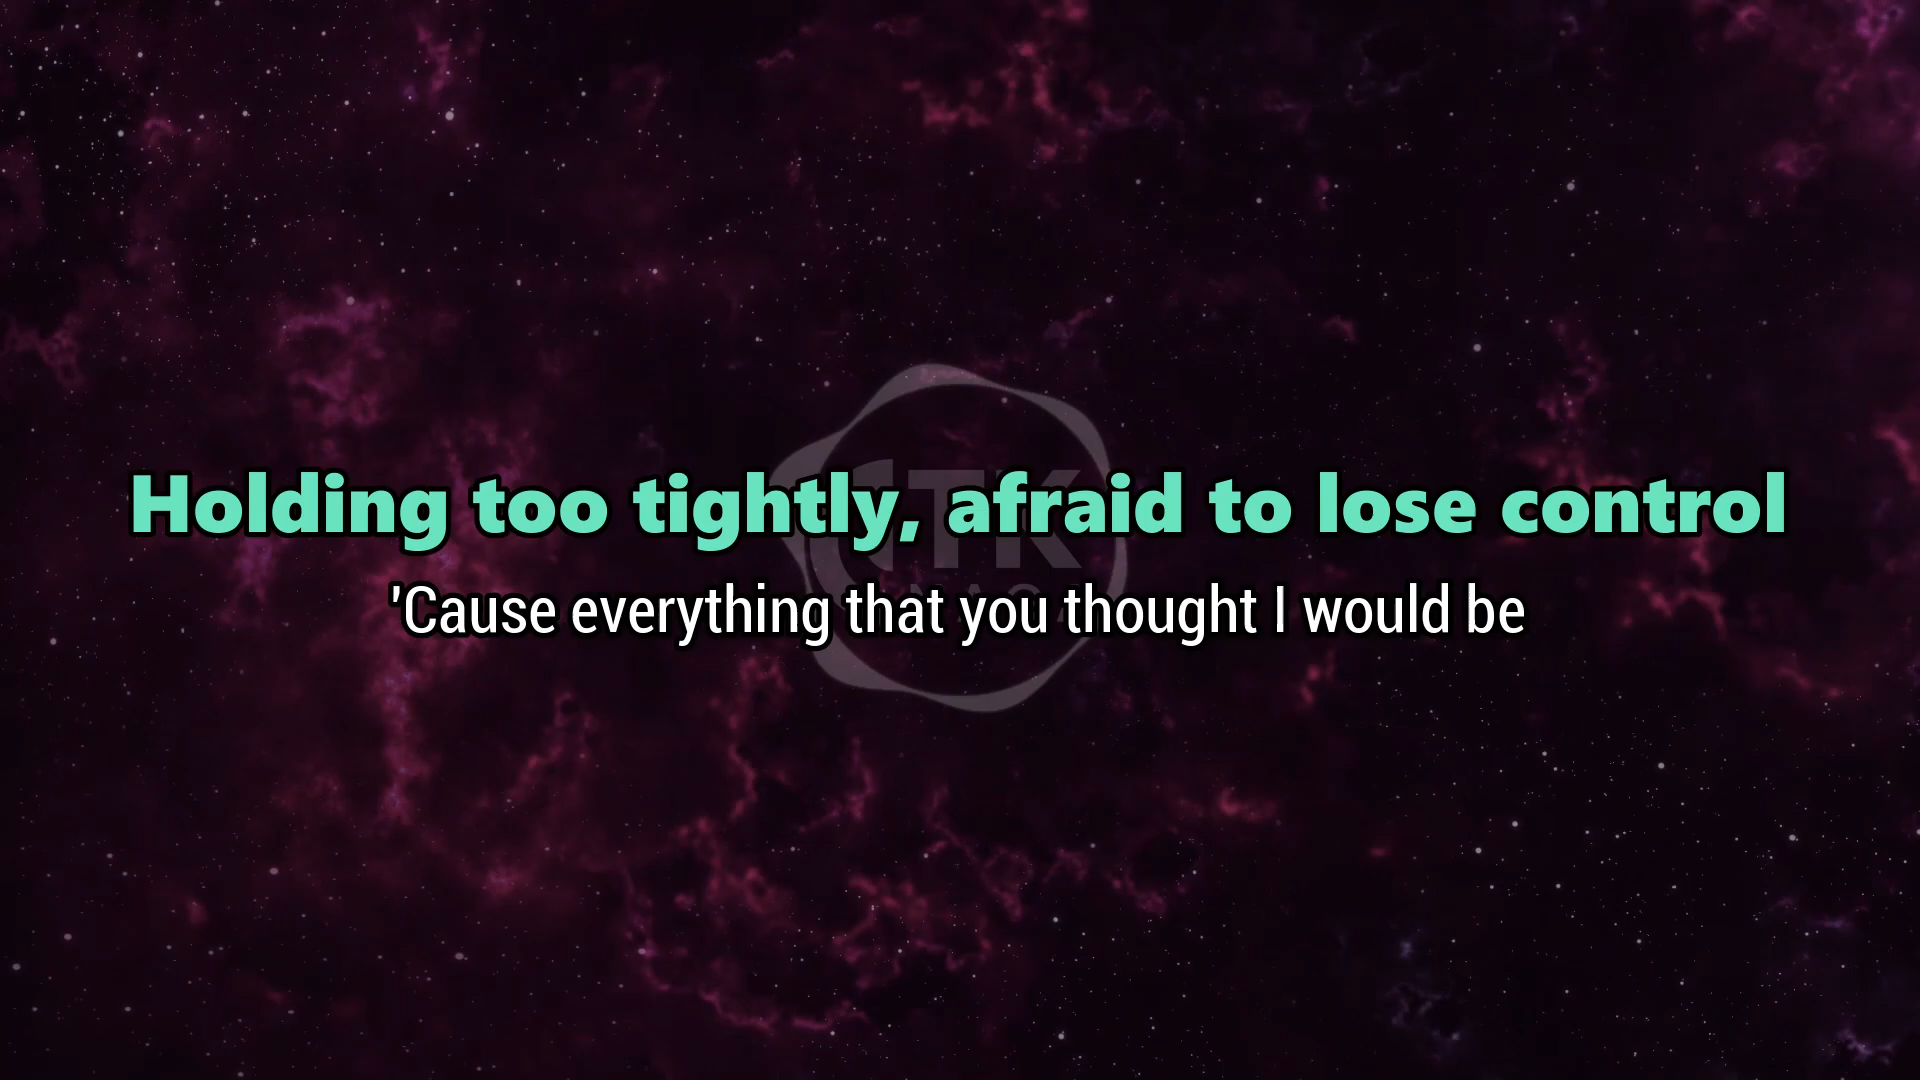 Holding too tightly, afraid to lose control
'Cause everything that you thought I would be